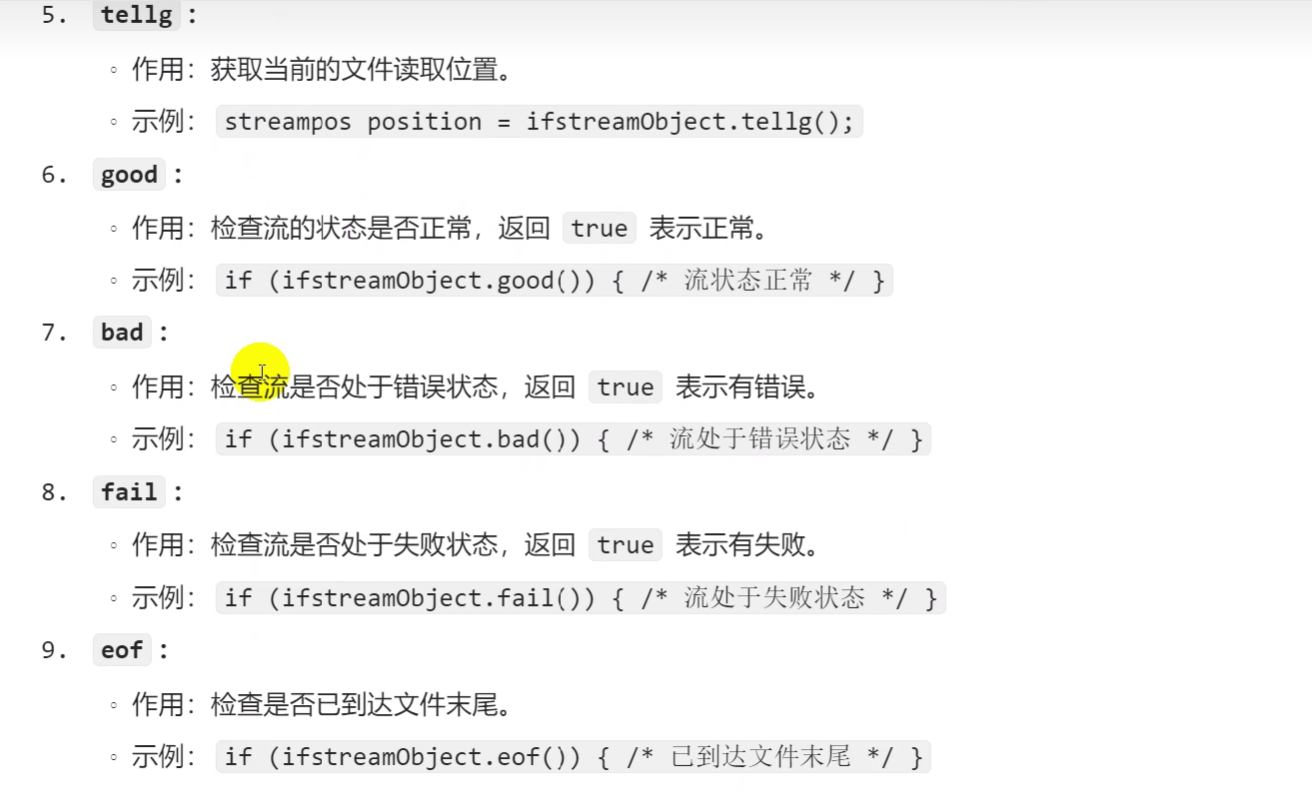 5. tellg：
◦ 作用：获取当前的文件读取位置。
◦ 示例： streampos position = ifstreamObject.tellg();
6. good：
◦ 作用：检查流的状态是否正常，返回 true 表示正常。
◦ 示例： if (ifstreamObject.good()) { /* 流状态正常 */ }
7. bad：
◦ 作用：检查流是否处于错误状态，返回 true 表示有错误。
◦ 示例： if (ifstreamObject.bad()) { /* 流处于错误状态 */ }
8. fail：
◦ 作用：检查流是否处于失败状态，返回 true 表示有失败。
◦ 示例： if (ifstreamObject.fail()) { /* 流处于失败状态 */ }
9. eof：
◦ 作用：检查是否已到达文件末尾。
◦ 示例： if (ifstreamObject.eof()) { /* 已到达文件末尾 */ }